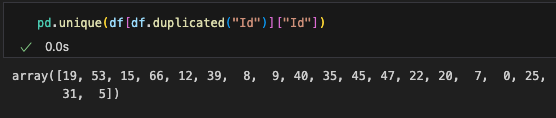 pd.unique(df[df.duplicated("Id")]["Id"])
✓ 0.0s
array([19, 53, 15, 66, 12, 39,  8,  9, 40, 35, 45, 47, 22, 20,  7,  0, 25,
       31,  5])